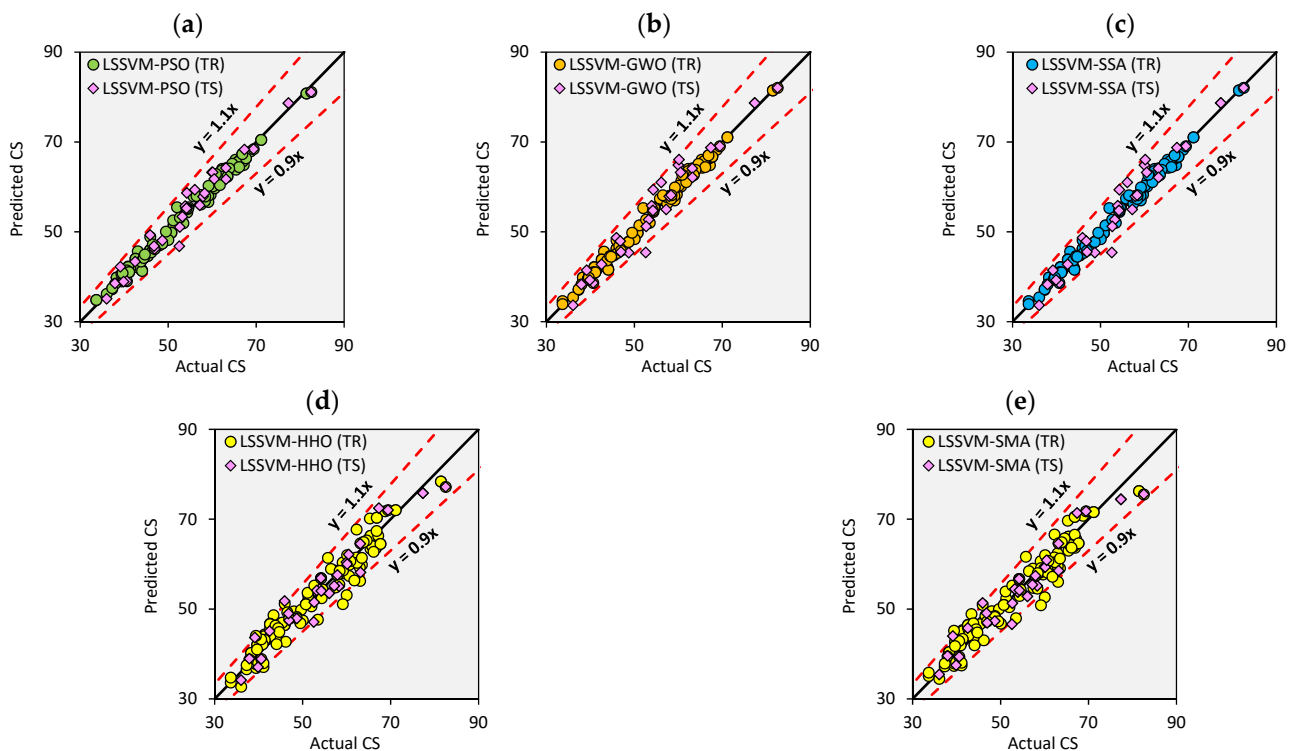 (a)
90
LSSVM-PSO (TR)
LSSVM-PSO (TS)
y = 1.1x
y = 0.9x
70
50
30
Predicted CS
30 50 70 90
Actual CS
(b)
90
LSSVM-GWO (TR)
LSSVM-GWO (TS)
y = 1.1x
y = 0.9x
70
50
30
Predicted CS
30 50 70 90
Actual CS
(c)
90
LSSVM-SSA (TR)
LSSVM-SSA (TS)
y = 1.1x
y = 0.9x
70
50
30
Predicted CS
30 50 70 90
Actual CS
(d)
90
LSSVM-HHO (TR)
LSSVM-HHO (TS)
y = 1.1x
y = 0.9x
70
50
30
Predicted CS
30 50 70 90
Actual CS
(e)
90
LSSVM-SMA (TR)
LSSVM-SMA (TS)
y = 1.1x
y = 0.9x
70
50
30
Predicted CS
30 50 70 90
Actual CS